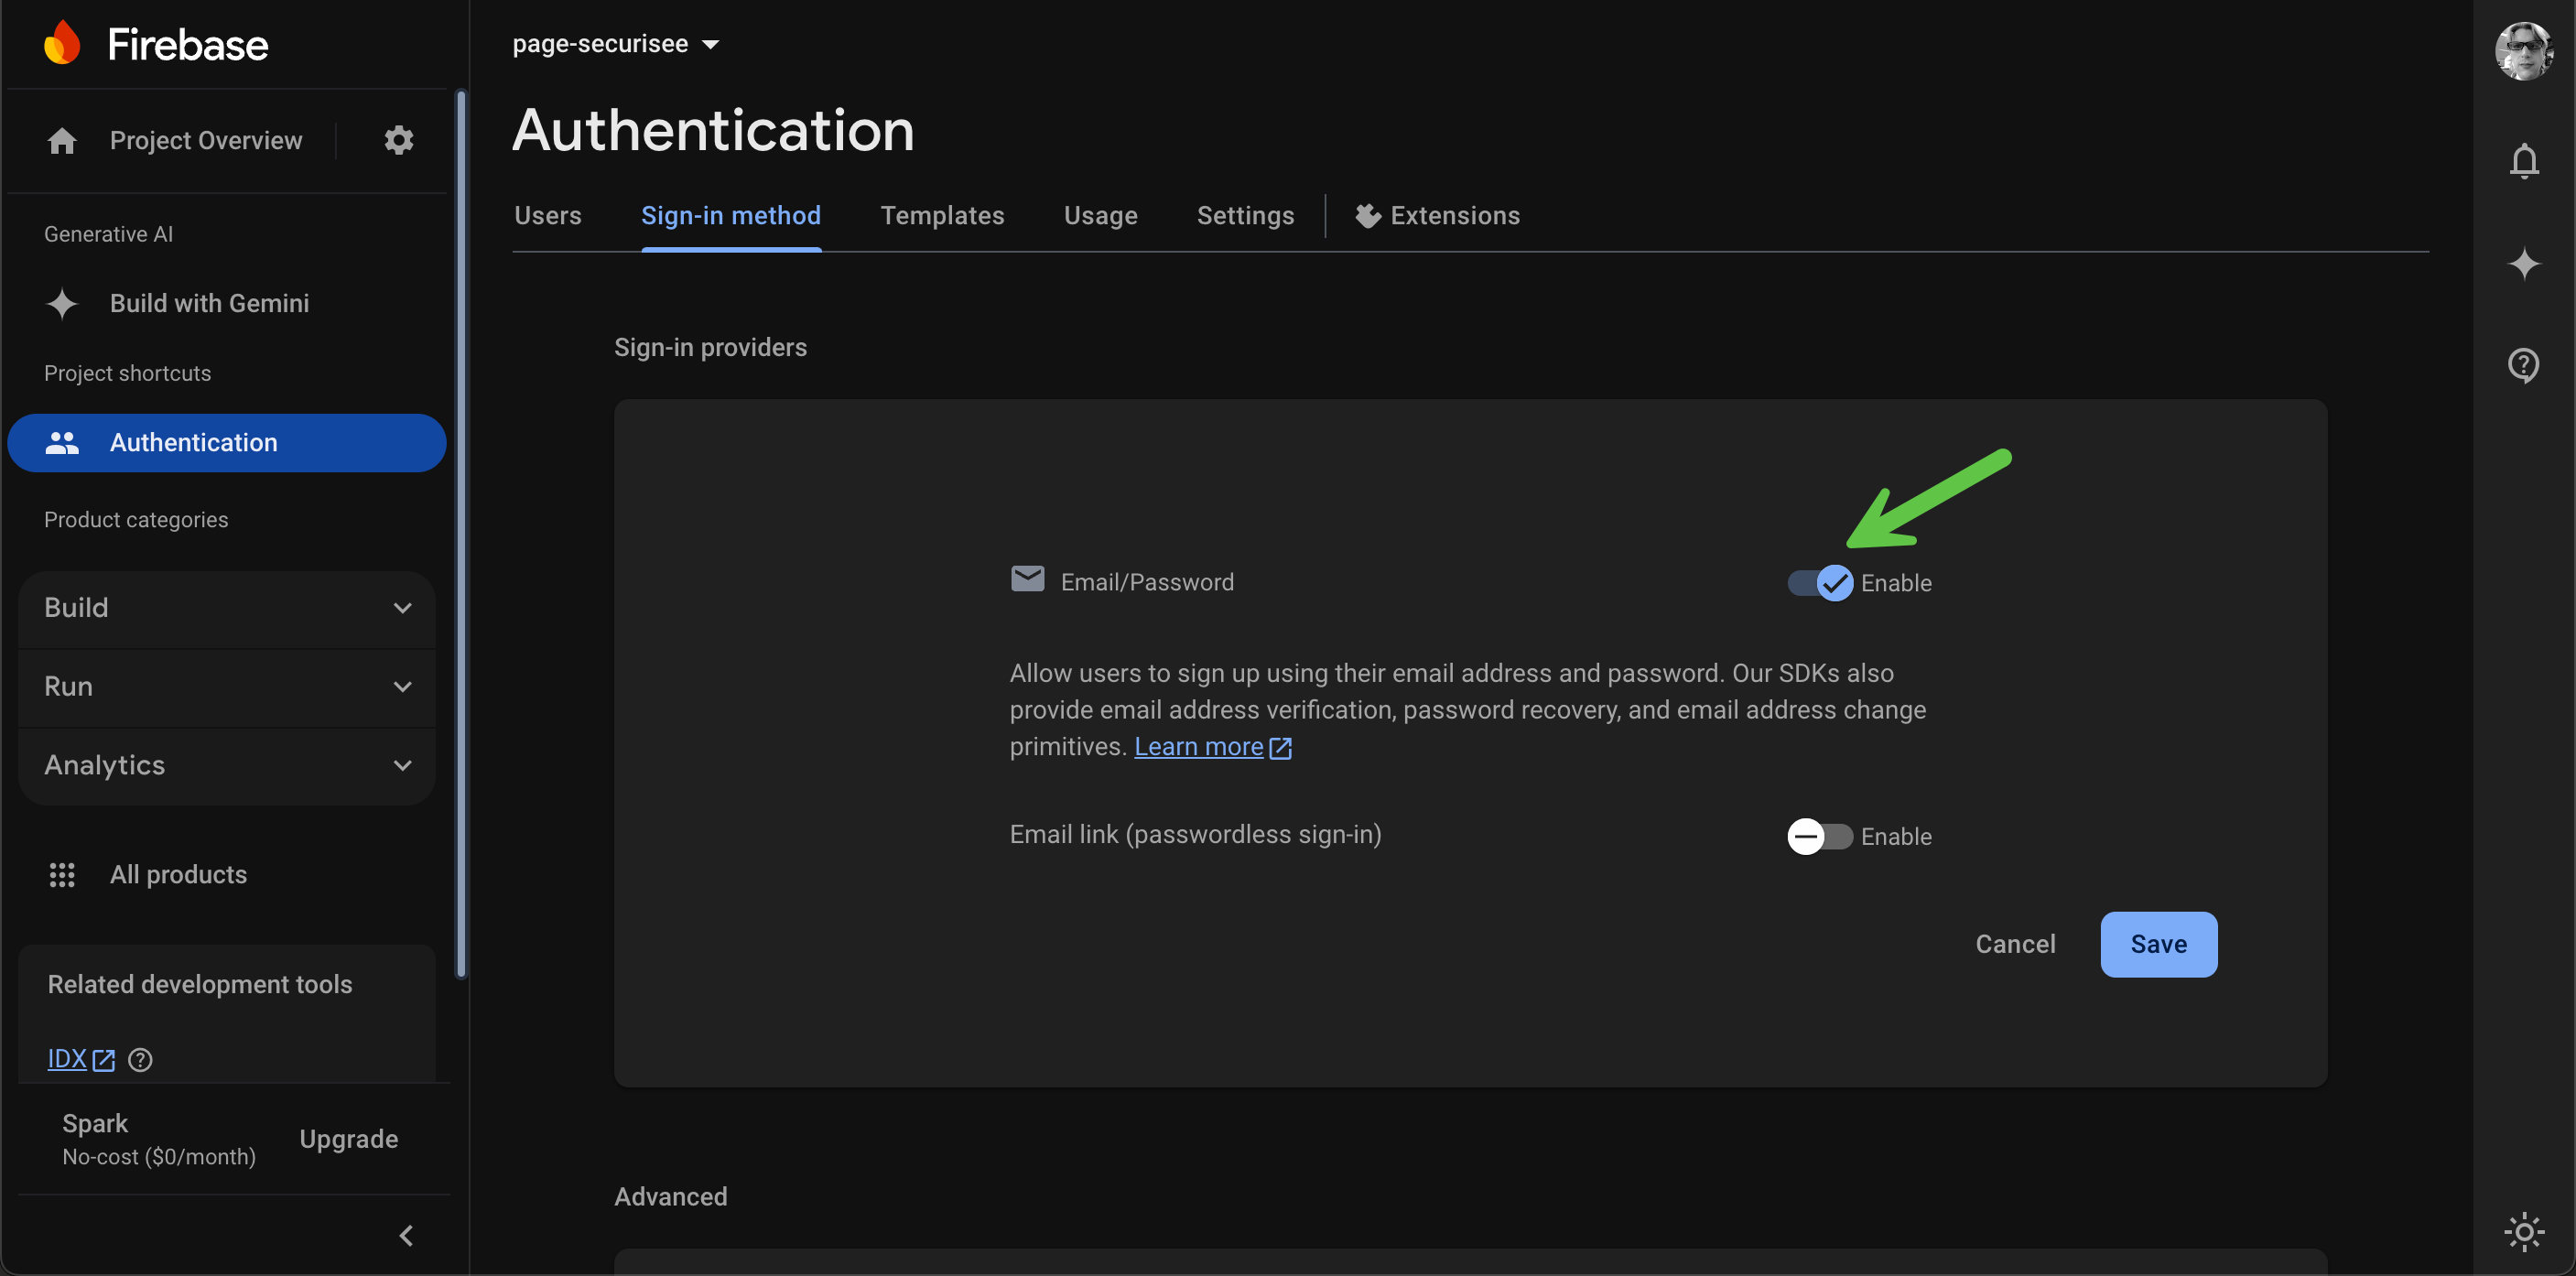 Firebase
Project Overview
Generative AI
Build with Gemini
Project shortcuts
Authentication
Product categories
Build
Run
Analytics
All products
Related development tools
IDX
Spark
No-cost ($0/month)
Upgrade
page-securisee
Authentication
Users
Sign-in method
Templates
Usage
Settings
Extensions
Sign-in providers
Email/Password
Enable
Allow users to sign up using their email address and password. Our SDKs also
provide email address verification, password recovery, and email address change
primitives. Learn more
Email link (passwordless sign-in)
Enable
Cancel
Save
Advanced